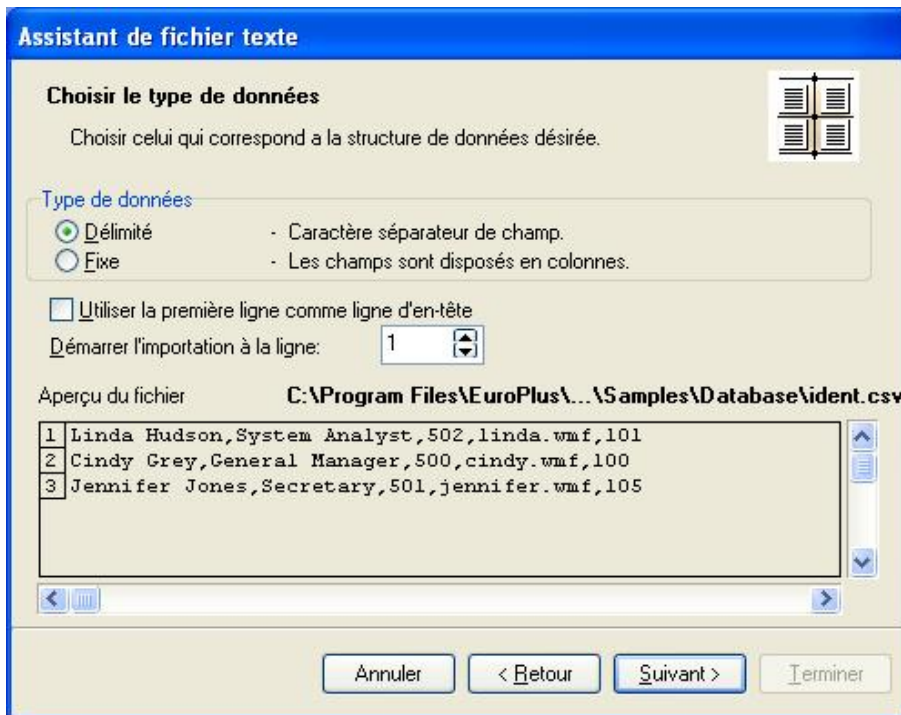 Assistant de fichier texte
Choisir le type de données
Choisir celui qui correspond a la structure de données désirée.
Type de données
Délimité - Caractère séparateur de champ.
Fixe - Les champs sont disposés en colonnes.
Utiliser la première ligne comme ligne d'en-tête
Démarrer l'importation à la ligne: 1
Aperçu du fichier C:\Program Files\EuroPlus\...\Samples\Database\ident.csv
1 Linda Hudson,System Analyst,502,linda.wmf,101
2 Cindy Grey,General Manager,500,cindy.wmf,100
3 Jennifer Jones,Secretary,501,jennifer.wmf,105
Annuler < Retour Suivant > Terminer